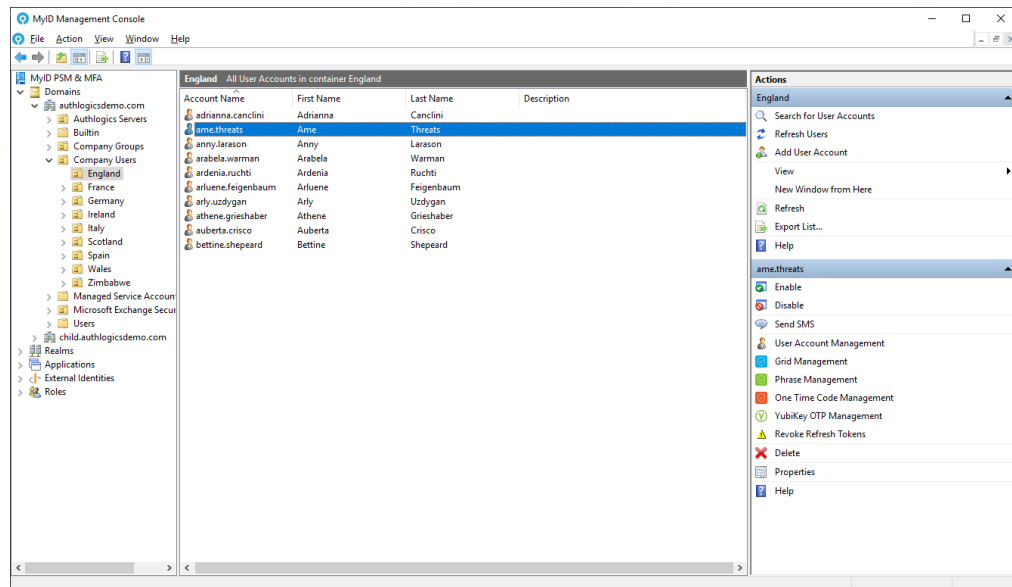 MyID Management Console
File Action View Window Help
MyID PSM & MFA
Domains
authlogicsdemo.com
Authlogics Servers
Builtin
Company Groups
Company Users
England
France
Germany
Ireland
Italy
Scotland
Spain
Wales
Zimbabwe
Managed Service Accoun
Microsoft Exchange Secur
Users
child.authlogicsdemo.com
Realms
Applications
External Identities
Roles
England All User Accounts in container England
Account Name First Name Last Name Description
adrianna.canclini Adrianna Canclini
ame.threats Ame Threats
anny.larason Anny Larason
arabela.warman Arabela Warman
ardenia.ruchti Ardenia Ruchti
arluene.feigenbaum Arluene Feigenbaum
arly.uzdygan Arly Uzdygan
athene.grieshaber Athene Grieshaber
auberta.crisco Auberta Crisco
bettine.shepeard Bettine Shepeard
Actions
England
Search for User Accounts
Refresh Users
Add User Account
View
New Window from Here
Refresh
Export List...
Help
ame.threats
Enable
Disable
Send SMS
User Account Management
Grid Management
Phrase Management
One Time Code Management
YubiKey OTP Management
Revoke Refresh Tokens
Delete
Properties
Help